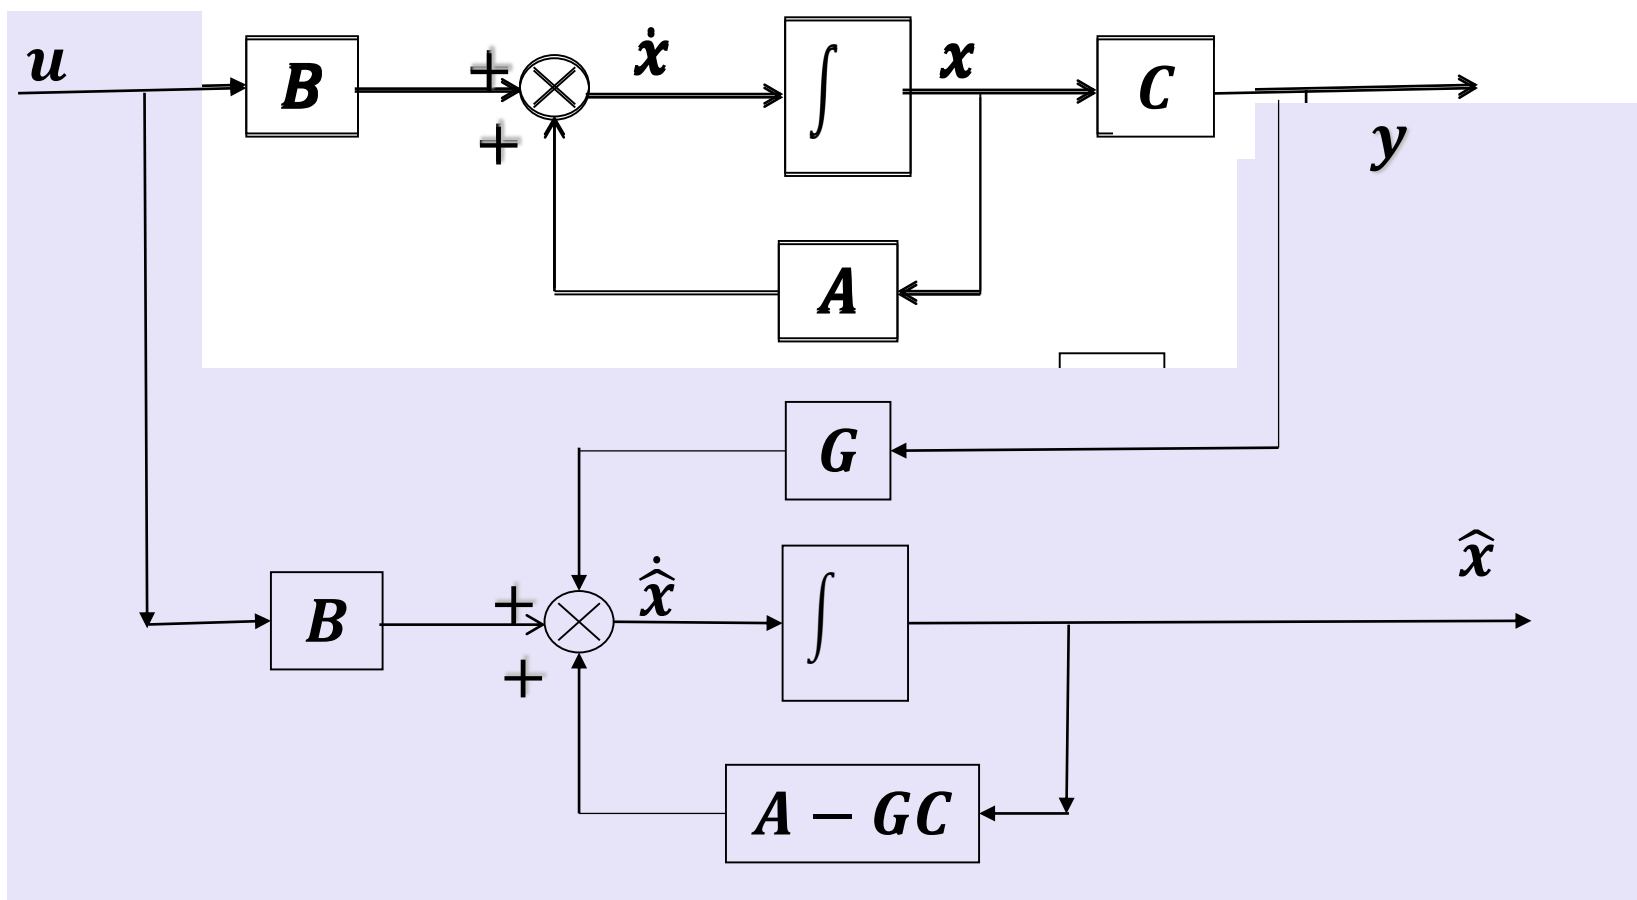 u B + ẋ ∫ x C
+ y
A
G
x̂
B + x̂̇ ∫
+
A − GC